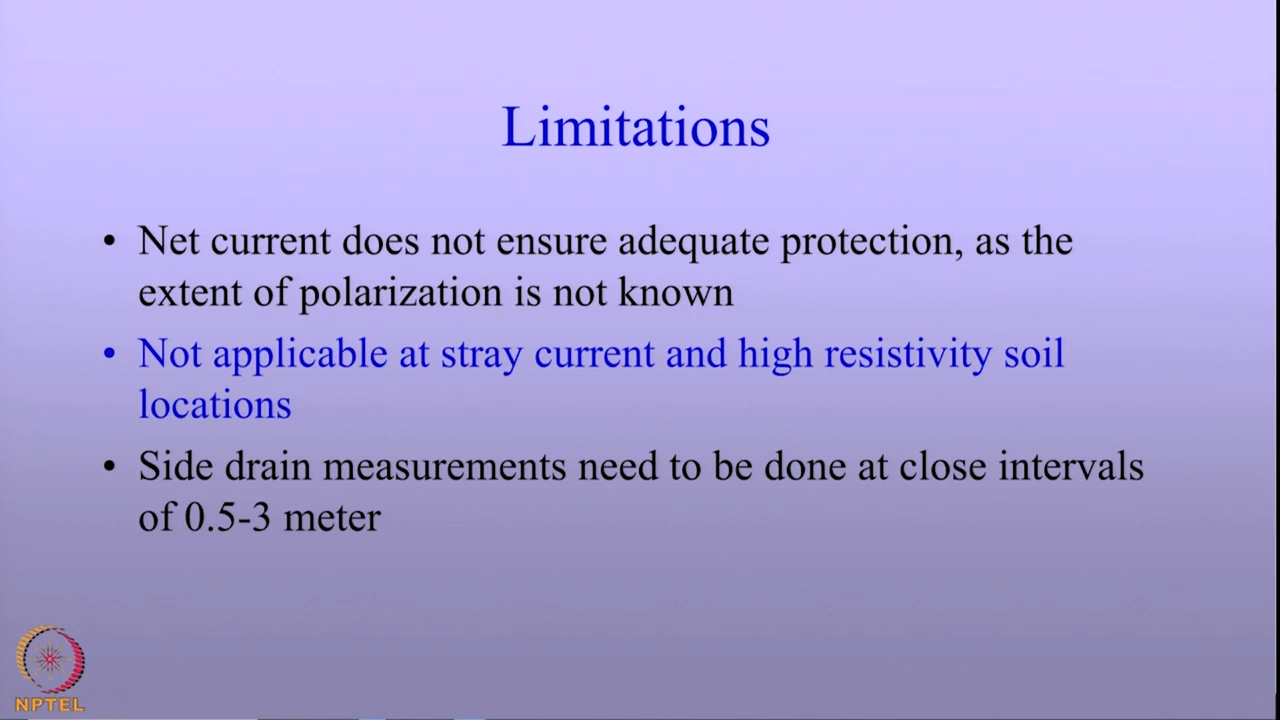 Limitations
• Net current does not ensure adequate protection, as the
extent of polarization is not known
• Not applicable at stray current and high resistivity soil
locations
• Side drain measurements need to be done at close intervals
of 0.5-3 meter
NPTEL